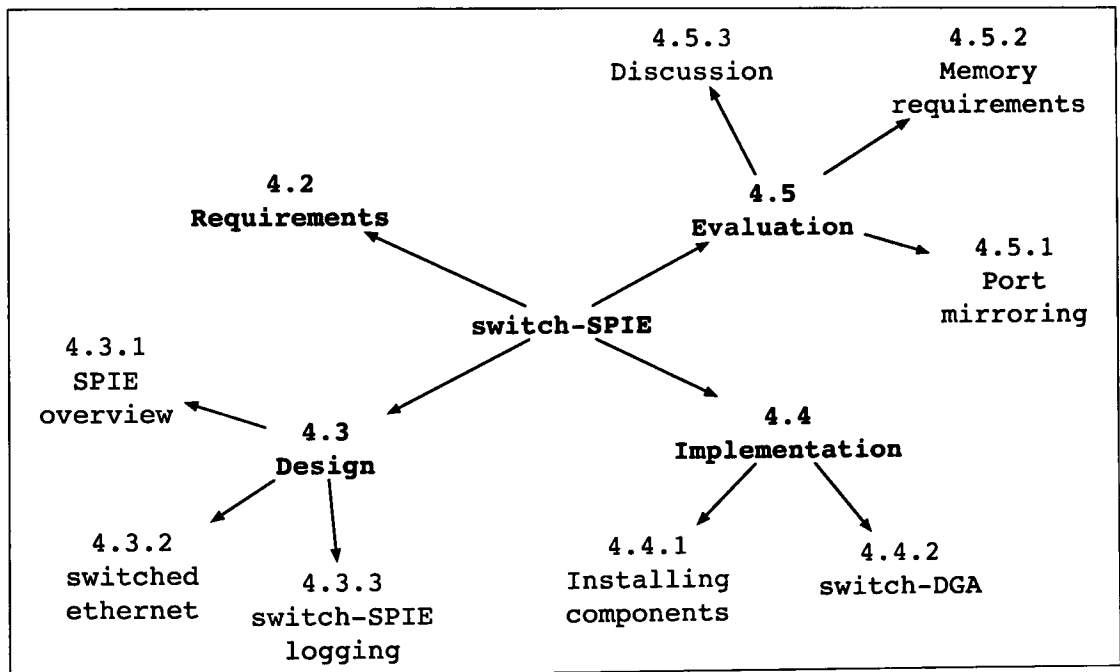 4.5.3
Discussion
4.5.2
Memory
requirements
4.2
Requirements
4.5
Evaluation
4.5.1
Port
mirroring
switch-SPIE
4.3.1
SPIE
overview
4.3
Design
4.4
Implementation
4.3.2
switched
ethernet
4.3.3
switch-SPIE
logging
4.4.1
Installing
components
4.4.2
switch-DGA